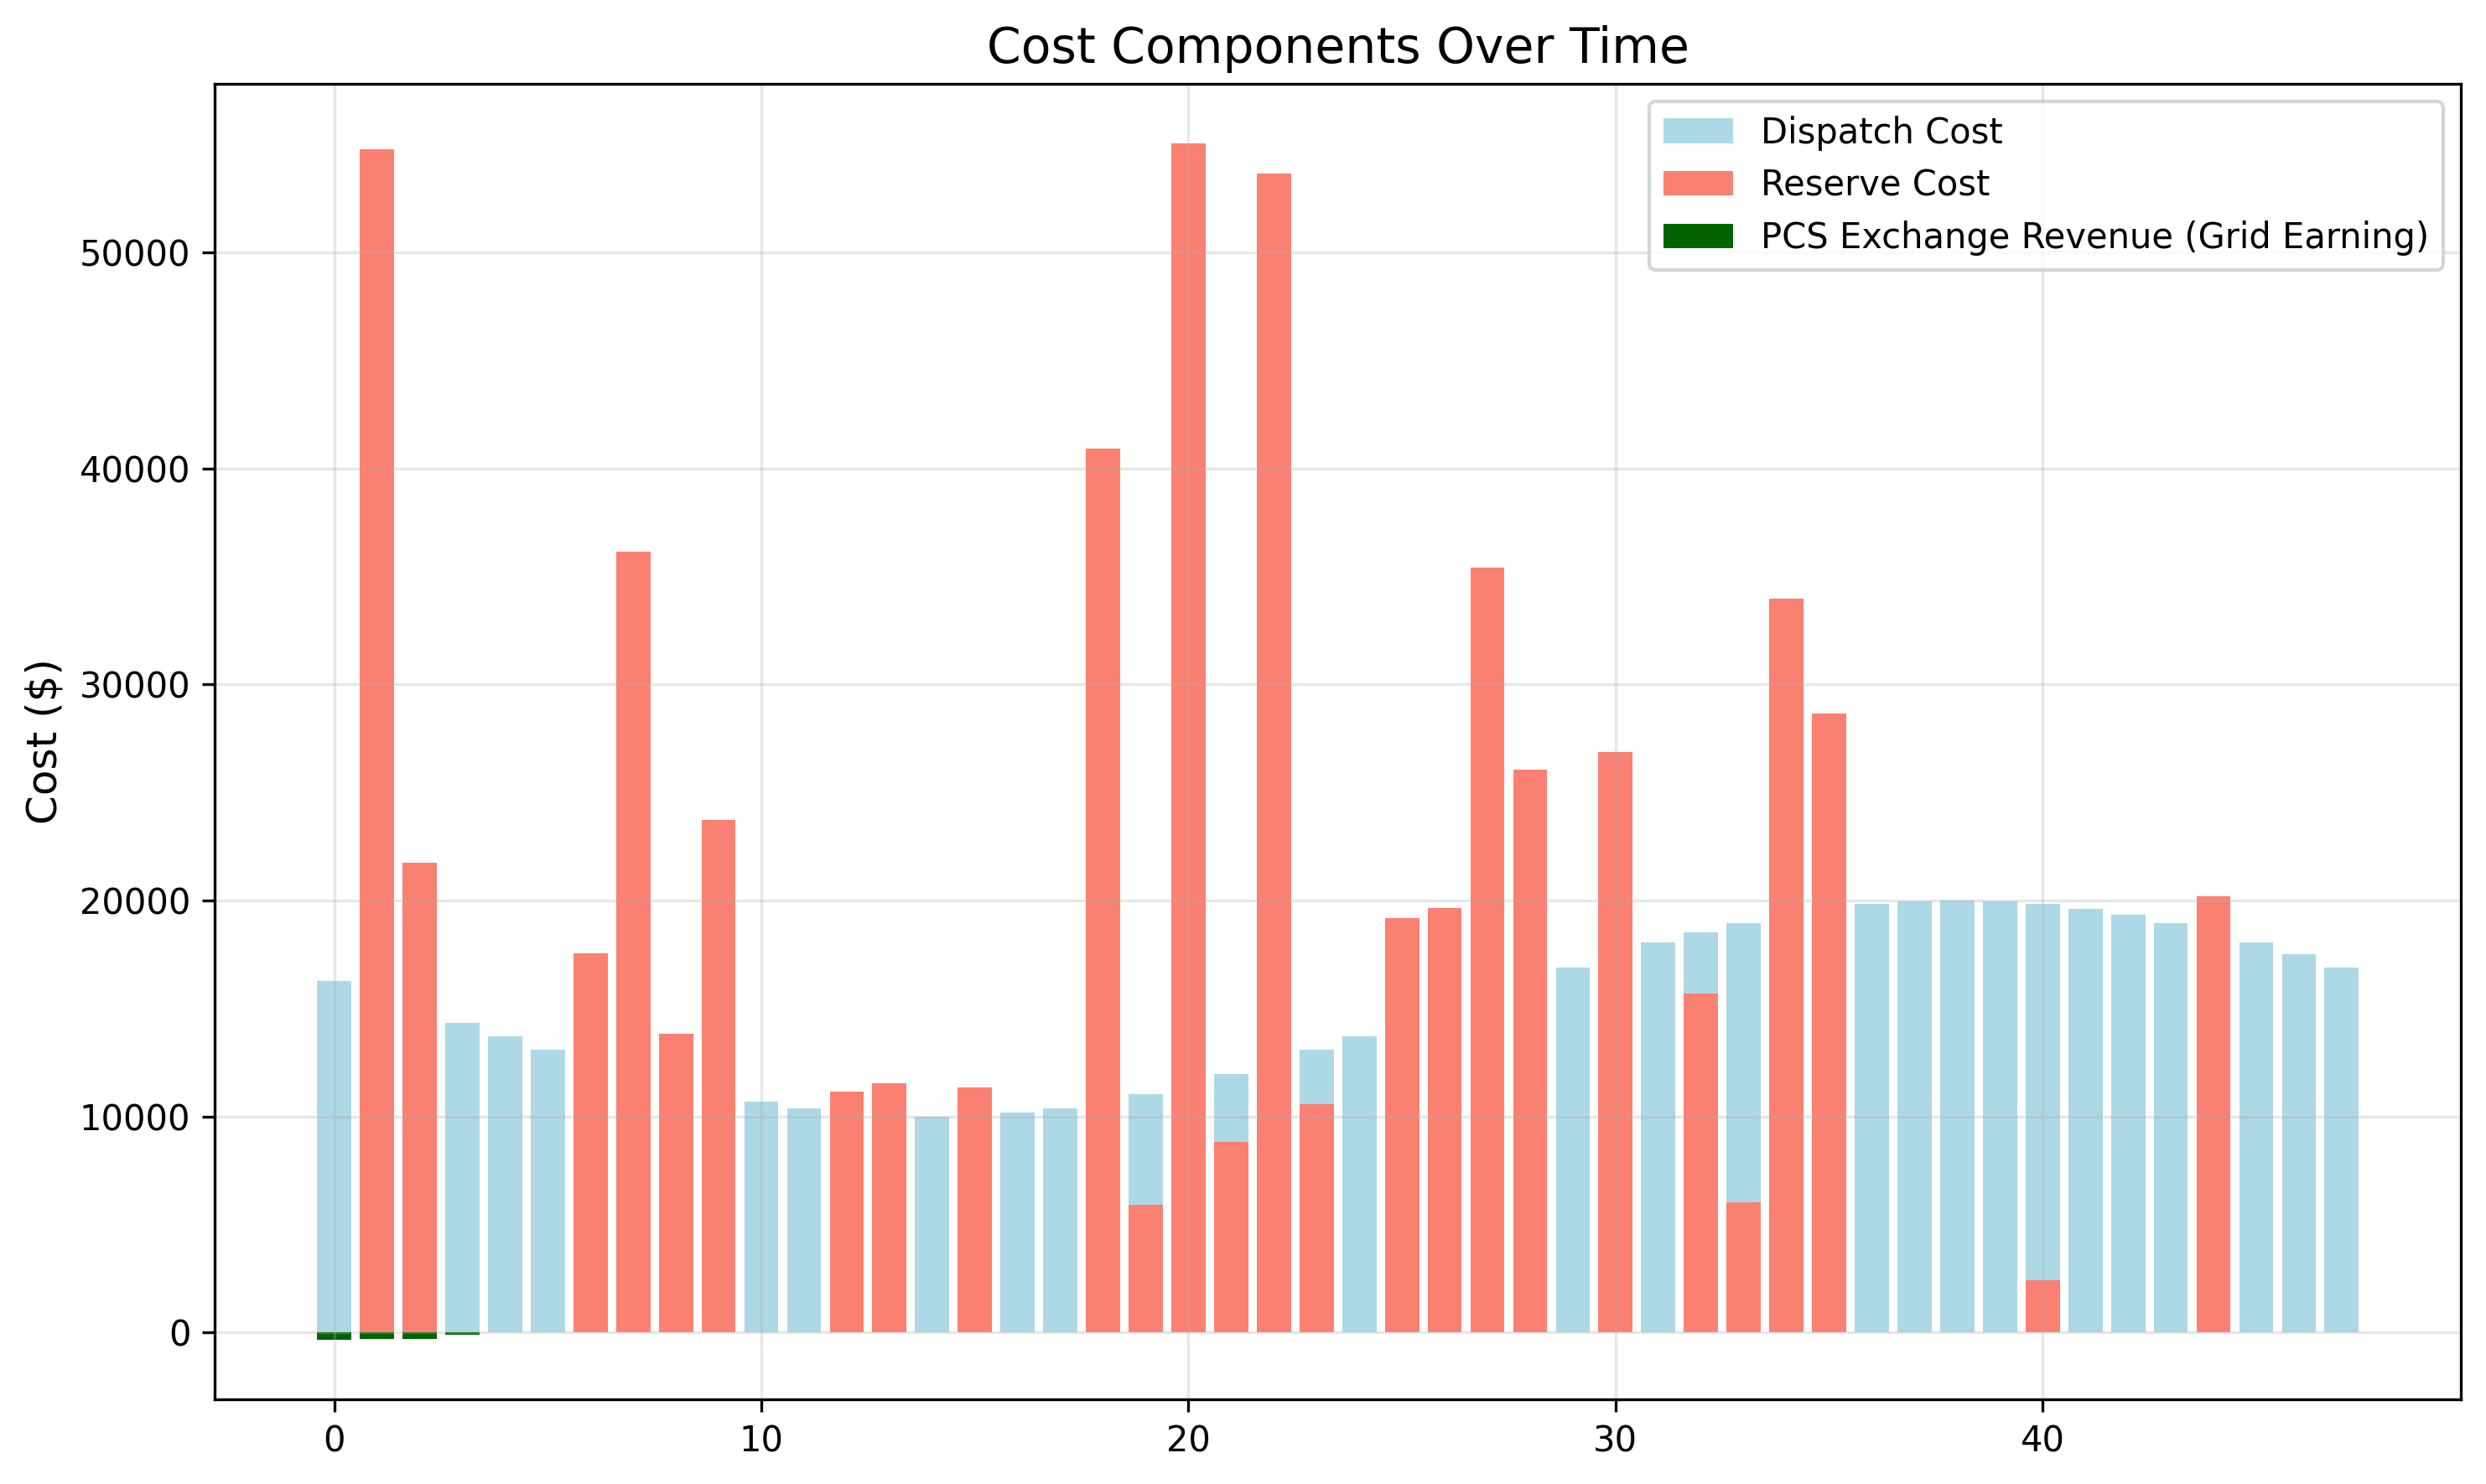 Cost Components Over Time
Dispatch Cost
Reserve Cost
PCS Exchange Revenue (Grid Earning)
Cost ($)
50000
40000
30000
20000
10000
0
0 10 20 30 40